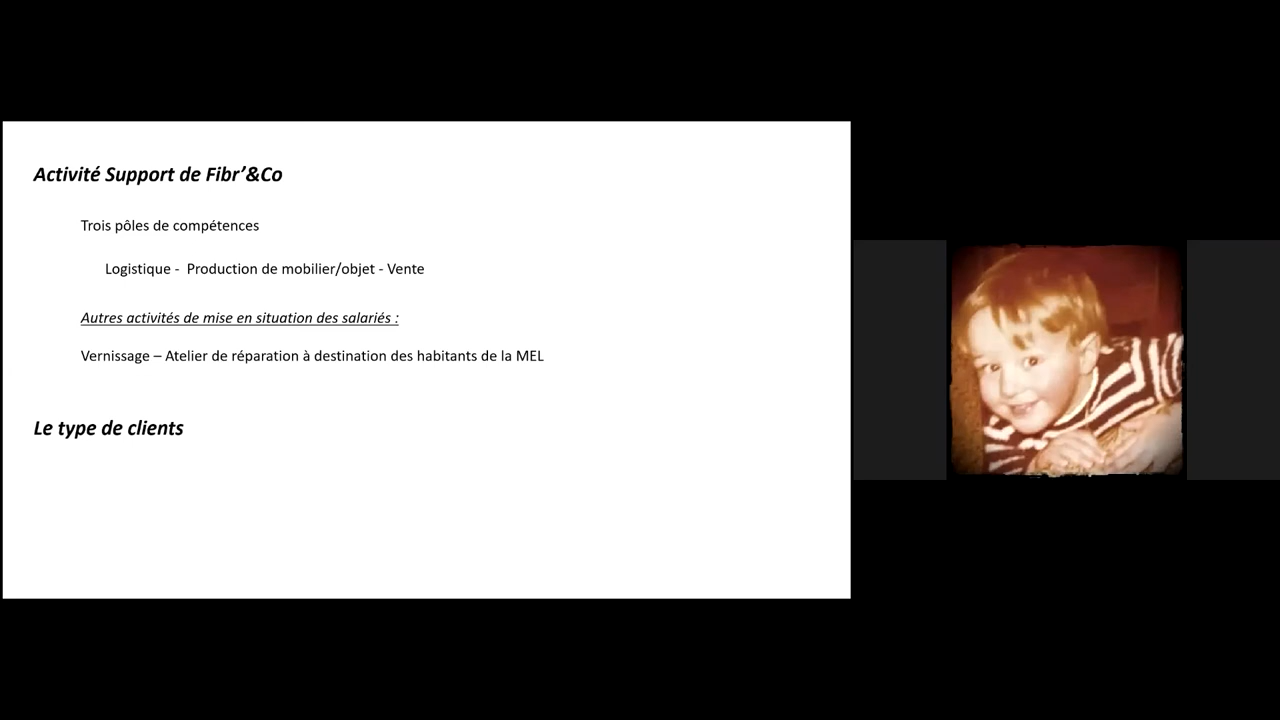 Activité Support de Fibr’&Co
Trois pôles de compétences
Logistique - Production de mobilier/objet - Vente
Autres activités de mise en situation des salariés :
Vernissage – Atelier de réparation à destination des habitants de la MEL
Le type de clients